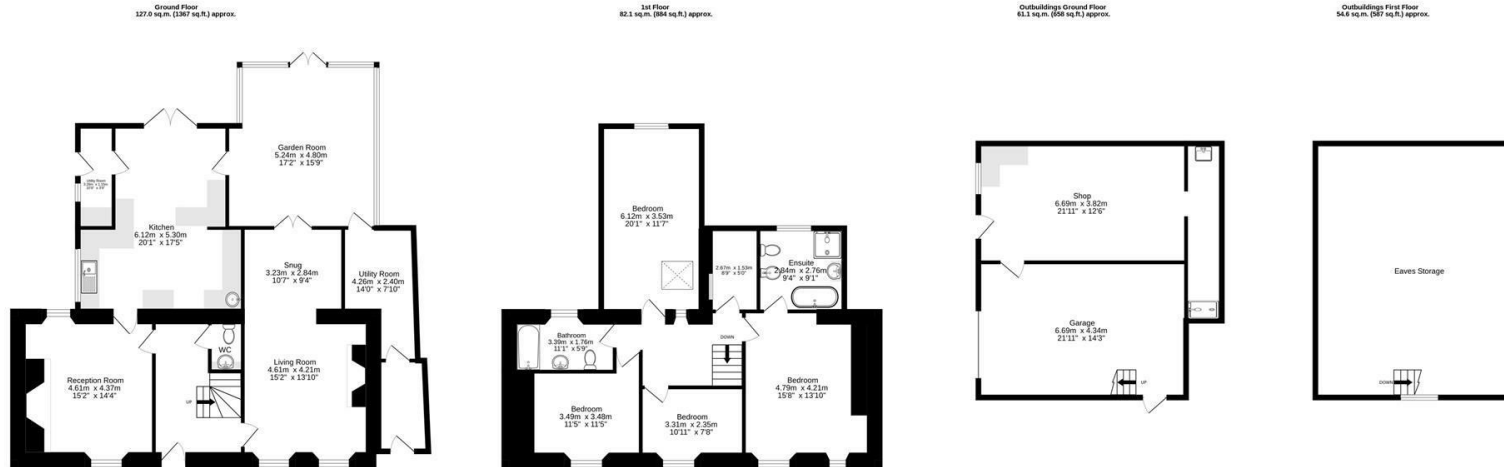 Ground Floor
127.0 sq.m. (1367 sq.ft.) approx.
1st Floor
82.1 sq.m. (884 sq.ft.) approx.
Outbuildings Ground Floor
61.1 sq.m. (658 sq.ft.) approx.
Outbuildings First Floor
54.6 sq.m. (587 sq.ft.) approx.
Garden Room
5.24m x 4.80m
17'2" x 15'9"
Utility Room
Kitchen
6.12m x 5.30m
20'1" x 17'5"
Snug
3.23m x 2.84m
10'7" x 9'4"
Utility Room
4.26m x 2.40m
14'0" x 7'10"
WC
Reception Room
4.61m x 4.37m
15'2" x 14'4"
UP
Living Room
4.61m x 4.21m
15'2" x 13'10"
Bedroom
6.12m x 3.53m
20'1" x 11'7"
2.67m x 1.53m
8'9" x 5'0"
Ensuite
2.84m x 2.76m
9'4" x 9'1"
Bathroom
3.39m x 1.76m
11'1" x 5'9"
DOWN
Bedroom
4.79m x 4.21m
15'8" x 13'10"
Bedroom
3.49m x 3.48m
11'5" x 11'5"
Bedroom
3.31m x 2.35m
10'11" x 7'8"
Shop
6.69m x 3.82m
21'11" x 12'6"
Garage
6.69m x 4.34m
21'11" x 14'3"
UP
Eaves Storage
DOWN